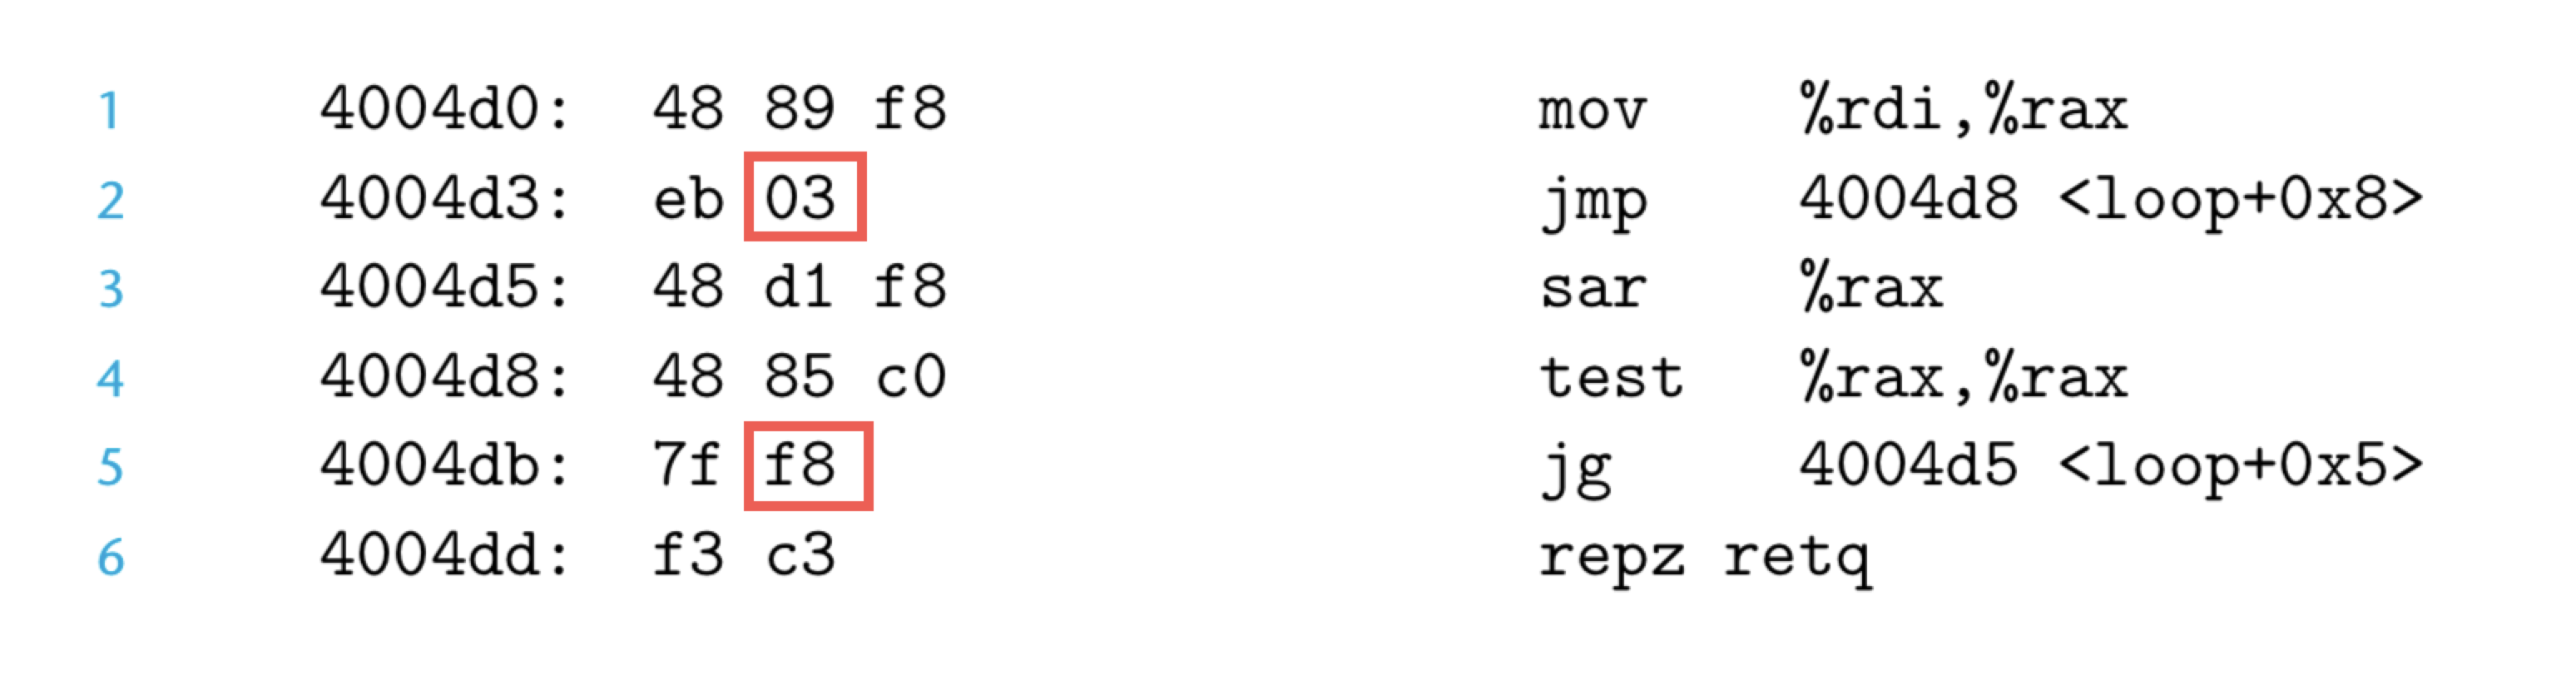 1 4004d0: 48 89 f8 mov %rdi,%rax
2 4004d3: eb 03 jmp 4004d8 <loop+0x8>
3 4004d5: 48 d1 f8 sar %rax
4 4004d8: 48 85 c0 test %rax,%rax
5 4004db: 7f f8 jg 4004d5 <loop+0x5>
6 4004dd: f3 c3 repz retq